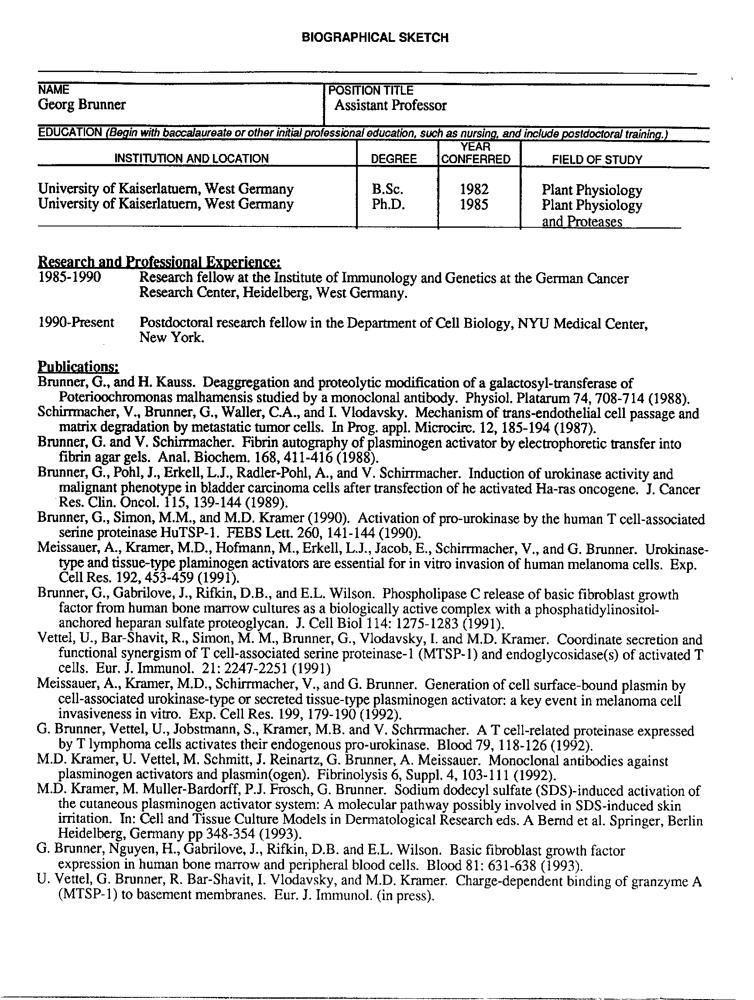 BIOGRAPHICAL SKETCH
NAME
Georg Brunner
POSITION TITLE
Assistant Professor
EDUCATION (Begin with baccalaureate or other initial professional education, such as nursing, and include postdoctoral training.)
INSTITUTION AND LOCATION DEGREE YEAR CONFERRED FIELD OF STUDY
University of Kaiserlatuern, West Germany B.Sc. 1982 Plant Physiology
University of Kaiserlatuern, West Germany Ph.D. 1985 Plant Physiology
and Proteases
Research and Professional Experience:
1985-1990 Research fellow at the Institute of Immunology and Genetics at the German Cancer
Research Center, Heidelberg, West Germany.
1990-Present Postdoctoral research fellow in the Department of Cell Biology, NYU Medical Center,
New York.
Publications:
Brunner, G., and H. Kauss. Deaggregation and proteolytic modification of a galactosyl-transferase of
Poterioochromonas malhamensis studied by a monoclonal antibody. Physiol. Platarum 74, 708-714 (1988).
Schirrmacher, V., Brunner, G., Waller, C.A., and I. Vlodavsky. Mechanism of trans-endothelial cell passage and
matrix degradation by metastatic tumor cells. In Prog. appl. Microcirc. 12, 185-194 (1987).
Brunner, G. and V. Schirrmacher. Fibrin autography of plasminogen activator by electrophoretic transfer into
fibrin agar gels. Anal. Biochem. 168, 411-416 (1988).
Brunner, G., Pohl, J., Erkell, L.J., Radler-Pohl, A., and V. Schirrmacher. Induction of urokinase activity and
malignant phenotype in bladder carcinoma cells after transfection of he activated Ha-ras oncogene. J. Cancer
Res. Clin. Oncol. 115, 139-144 (1989).
Brunner, G., Simon, M.M., and M.D. Kramer (1990). Activation of pro-urokinase by the human T cell-associated
serine proteinase HuTSP-1. FEBS Lett. 260, 141-144 (1990).
Meissauer, A., Kramer, M.D., Hofmann, M., Erkell, L.J., Jacob, E., Schirrmacher, V., and G. Brunner. Urokinase-
type and tissue-type plaminogen activators are essential for in vitro invasion of human melanoma cells. Exp.
Cell Res. 192, 453-459 (1991).
Brunner, G., Gabrilove, J., Rifkin, D.B., and E.L. Wilson. Phospholipase C release of basic fibroblast growth
factor from human bone marrow cultures as a biologically active complex with a phosphatidylinositol-
anchored heparan sulfate proteoglycan. J. Cell Biol 114: 1275-1283 (1991).
Vettel, U., Bar-Shavit, R., Simon, M. M., Brunner, G., Vlodavsky, I. and M.D. Kramer. Coordinate secretion and
functional synergism of T cell-associated serine proteinase-1 (MTSP-1) and endoglycosidase(s) of activated T
cells. Eur. J. Immunol. 21: 2247-2251 (1991)
Meissauer, A., Kramer, M.D., Schirrmacher, V., and G. Brunner. Generation of cell surface-bound plasmin by
cell-associated urokinase-type or secreted tissue-type plasminogen activator: a key event in melanoma cell
invasiveness in vitro. Exp. Cell Res. 199, 179-190 (1992).
G. Brunner, Vettel, U., Jobstmann, S., Kramer, M.B. and V. Schrrmacher. A T cell-related proteinase expressed
by T lymphoma cells activates their endogenous pro-urokinase. Blood 79, 118-126 (1992).
M.D. Kramer, U. Vettel, M. Schmitt, J. Reinartz, G. Brunner, A. Meissauer. Monoclonal antibodies against
plasminogen activators and plasmin(ogen). Fibrinolysis 6, Suppl. 4, 103-111 (1992).
M.D. Kramer, M. Muller-Bardorff, P.J. Frosch, G. Brunner. Sodium dodecyl sulfate (SDS)-induced activation of
the cutaneous plasminogen activator system: A molecular pathway possibly involved in SDS-induced skin
irritation. In: Cell and Tissue Culture Models in Dermatological Research eds. A Bernd et al. Springer, Berlin
Heidelberg, Germany pp 348-354 (1993).
G. Brunner, Nguyen, H., Gabrilove, J., Rifkin, D.B. and E.L. Wilson. Basic fibroblast growth factor
expression in human bone marrow and peripheral blood cells. Blood 81: 631-638 (1993).
U. Vettel, G. Brunner, R. Bar-Shavit, I. Vlodavsky, and M.D. Kramer. Charge-dependent binding of granzyme A
(MTSP-1) to basement membranes. Eur. J. Immunol. (in press).